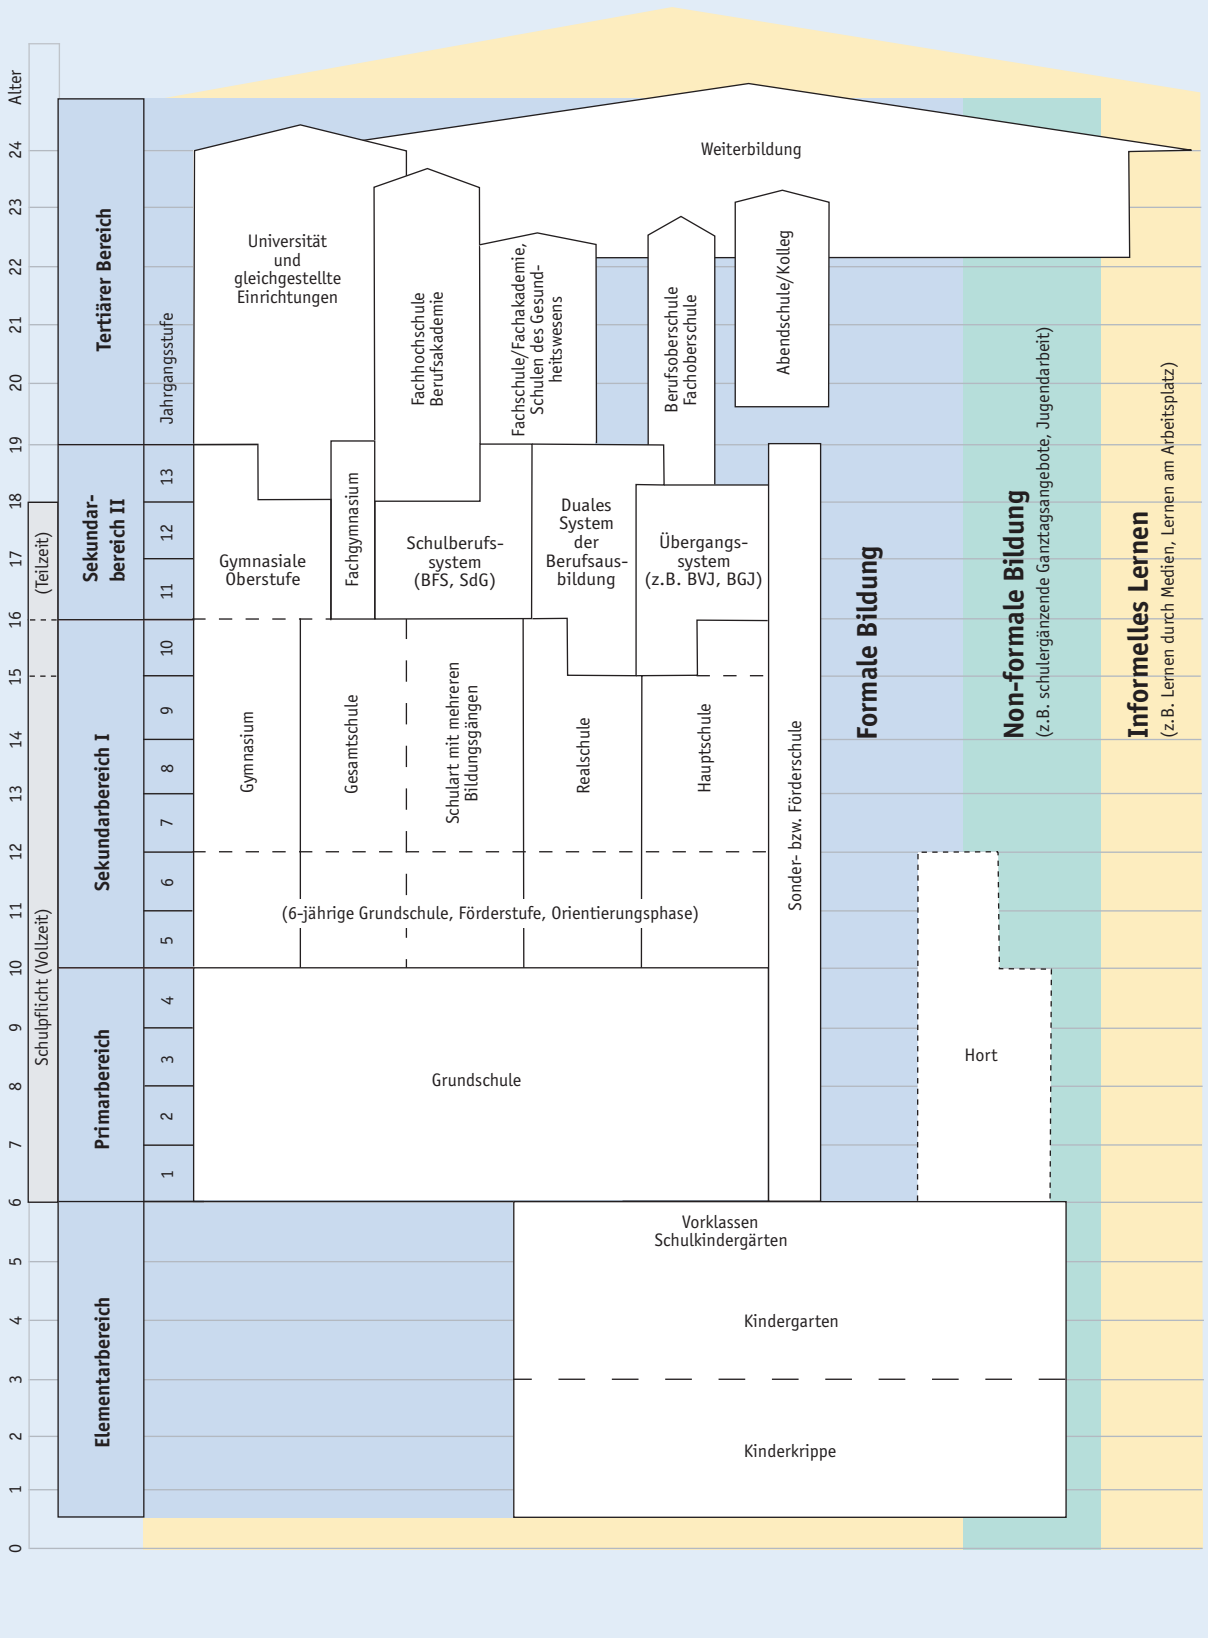 Alter
24
23
22
21
20
19
18
17
16
15
14
13
12
11
10
9
8
7
6
5
4
3
2
1
0
(Teilzeit)
Schulpflicht (Vollzeit)
Tertiärer Bereich
Sekundar-
bereich II
Sekundarbereich I
Primarbereich
Elementarbereich
Jahrgangsstufe
13
12
11
10
9
8
7
6
5
4
3
2
1
Weiterbildung
Universität
und
gleichgestellte
Einrichtungen
Fachhochschule
Berufsakademie
Fachschule/Fachakademie,
Schulen des Gesund-
heitswesens
Berufsoberschule
Fachoberschule
Abendschule/Kolleg
Gymnasiale
Oberstufe
Fachgymnasium
Schulberufs-
system
(BFS, SdG)
Duales
System
der
Berufsaus-
bildung
Übergangs-
system
(z.B. BVJ, BGJ)
Gymnasium
Gesamtschule
Schulart mit mehreren
Bildungsgängen
Realschule
Hauptschule
Sonder- bzw. Förderschule
(6-jährige Grundschule, Förderstufe, Orientierungsphase)
Grundschule
Hort
Vorklassen
Schulkindergärten
Kindergarten
Kinderkrippe
Formale Bildung
Non-formale Bildung
(z.B. schulergänzende Ganztagsangebote, Jugendarbeit)
Informelles Lernen
(z.B. Lernen durch Medien, Lernen am Arbeitsplatz)